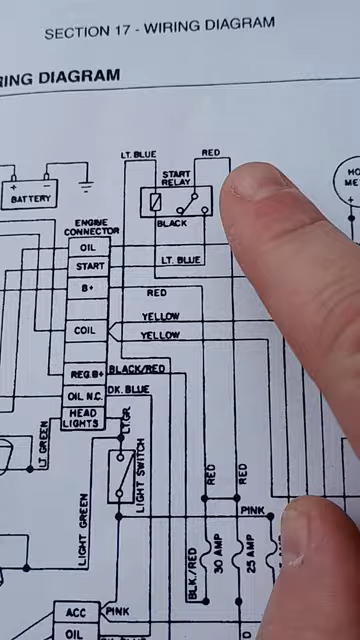 SECTION 17 - WIRING DIAGRAM
RING DIAGRAM
LT. BLUE
RED
START
RELAY
BATTERY
BLACK
ENGINE
CONNECTOR
OIL
START
LT. BLUE
B+
RED
YELLOW
COIL
YELLOW
REG. B+
BLACK/RED
OIL N.C.
DK. BLUE
HEAD
LIGHTS
LT GR.
LT GREEN
LIGHT SWITCH
LIGHT GREEN
RED
RED
PINK
BLK./RED
30 AMP
25 AMP
ACC
PINK
OIL